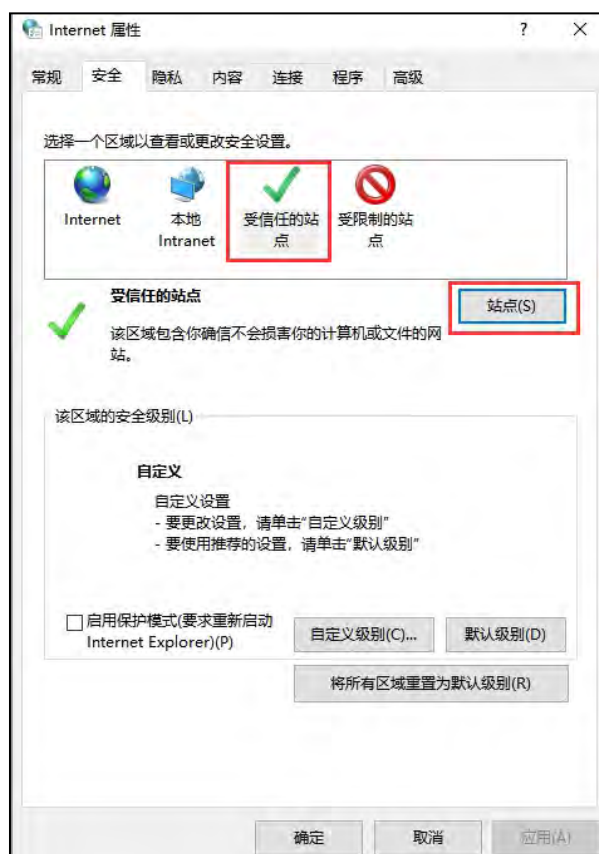 Internet 属性
?
常规 安全 隐私 内容 连接 程序 高级
选择一个区域以查看或更改安全设置。
Internet
本地
Intranet
受信任的站
点
受限制的站
点
受信任的站点
站点(S)
该区域包含你确信不会损害你的计算机或文件的网
站。
该区域的安全级别(L)
自定义
自定义设置
- 要更改设置，请单击"自定义级别"
- 要使用推荐的设置，请单击"默认级别"
启用保护模式(要求重新启动
Internet Explorer)(P)
自定义级别(C)...
默认级别(D)
将所有区域重置为默认级别(R)
确定
取消
应用(A)